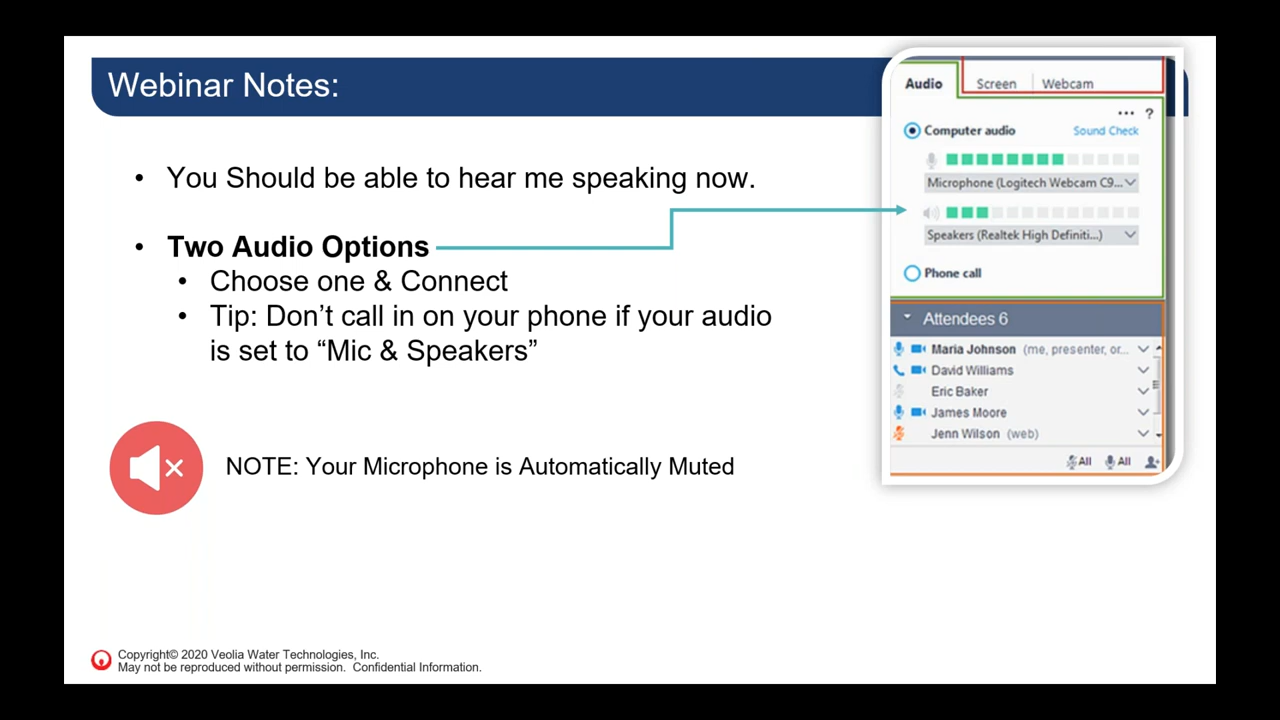 Webinar Notes:
• You Should be able to hear me speaking now.
• Two Audio Options
• Choose one & Connect
• Tip: Don’t call in on your phone if your audio
is set to “Mic & Speakers”
NOTE: Your Microphone is Automatically Muted
Audio Screen Webcam
... ?
Computer audio Sound Check
Microphone (Logitech Webcam C9...
Speakers (Realtek High Definiti...)
Phone call
Attendees 6
Maria Johnson (me, presenter, or...
David Williams
Eric Baker
James Moore
Jenn Wilson (web)
All All
Copyright© 2020 Veolia Water Technologies, Inc.
May not be reproduced without permission. Confidential Information.